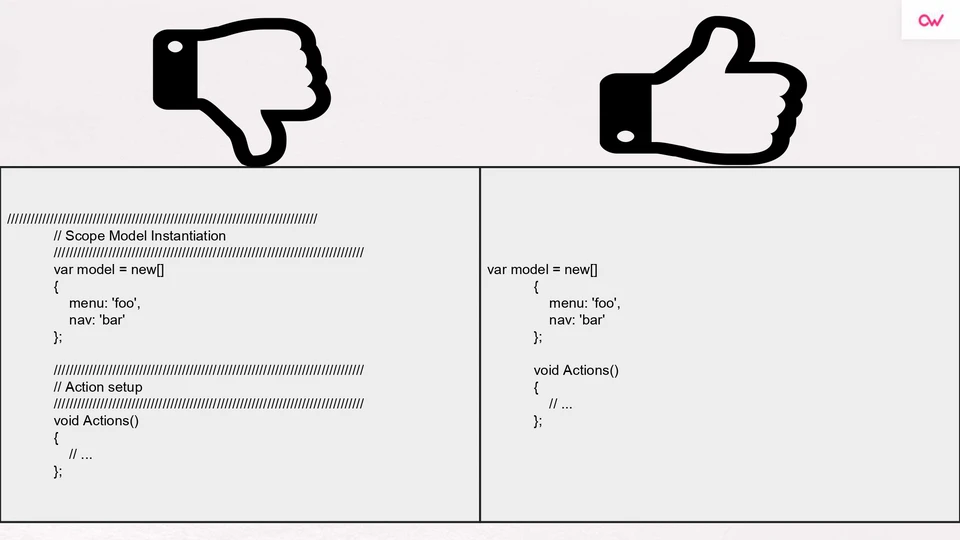 OW
////////////////////////////////////////////////////////////////////////////////
// Scope Model Instantiation
////////////////////////////////////////////////////////////////////////////////
var model = new[]
{
menu: 'foo',
nav: 'bar'
};
////////////////////////////////////////////////////////////////////////////////
// Action setup
////////////////////////////////////////////////////////////////////////////////
void Actions()
{
// ...
};
var model = new[]
{
menu: 'foo',
nav: 'bar'
};
void Actions()
{
// ...
};